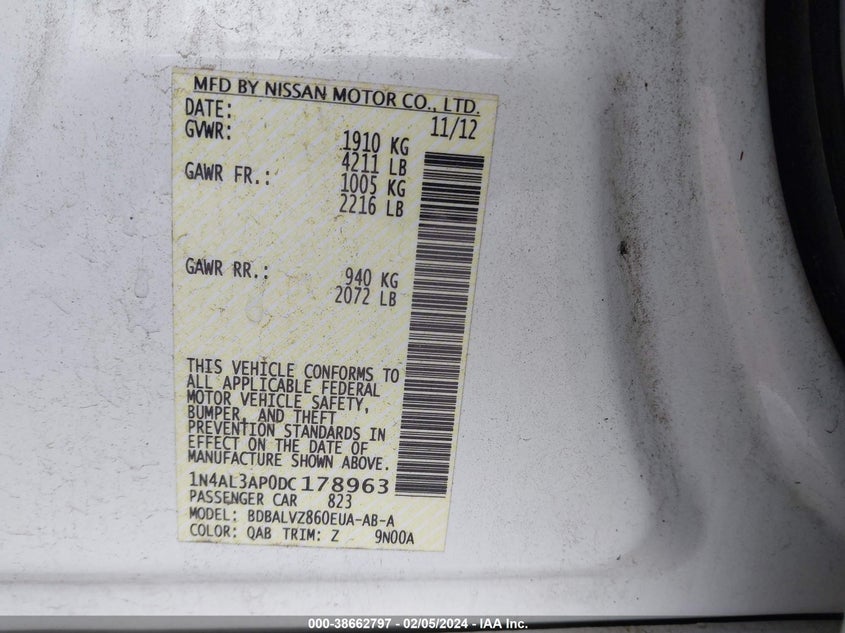 MFD BY NISSAN MOTOR CO., LTD.
DATE: 11/12
GVWR: 1910 KG
4211 LB
GAWR FR.: 1005 KG
2216 LB
GAWR RR.: 940 KG
2072 LB
THIS VEHICLE CONFORMS TO
ALL APPLICABLE FEDERAL
MOTOR VEHICLE SAFETY,
BUMPER, AND THEFT
PREVENTION STANDARDS IN
EFFECT ON THE DATE OF
MANUFACTURE SHOWN ABOVE.
1N4AL3AP0DC178963
PASSENGER CAR 823
MODEL: BDBALVZ860EUA-AB-A
COLOR: QAB TRIM: Z 9N00A
000-38662797 - 02/05/2024 - IAA Inc.